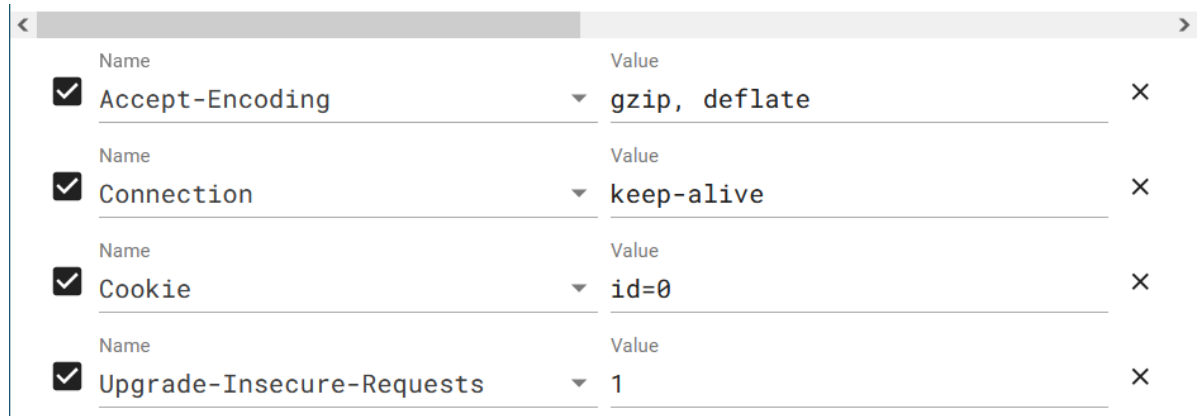 Name Value
Accept-Encoding gzip, deflate
Name Value
Connection keep-alive
Name Value
Cookie id=0
Name Value
Upgrade-Insecure-Requests 1